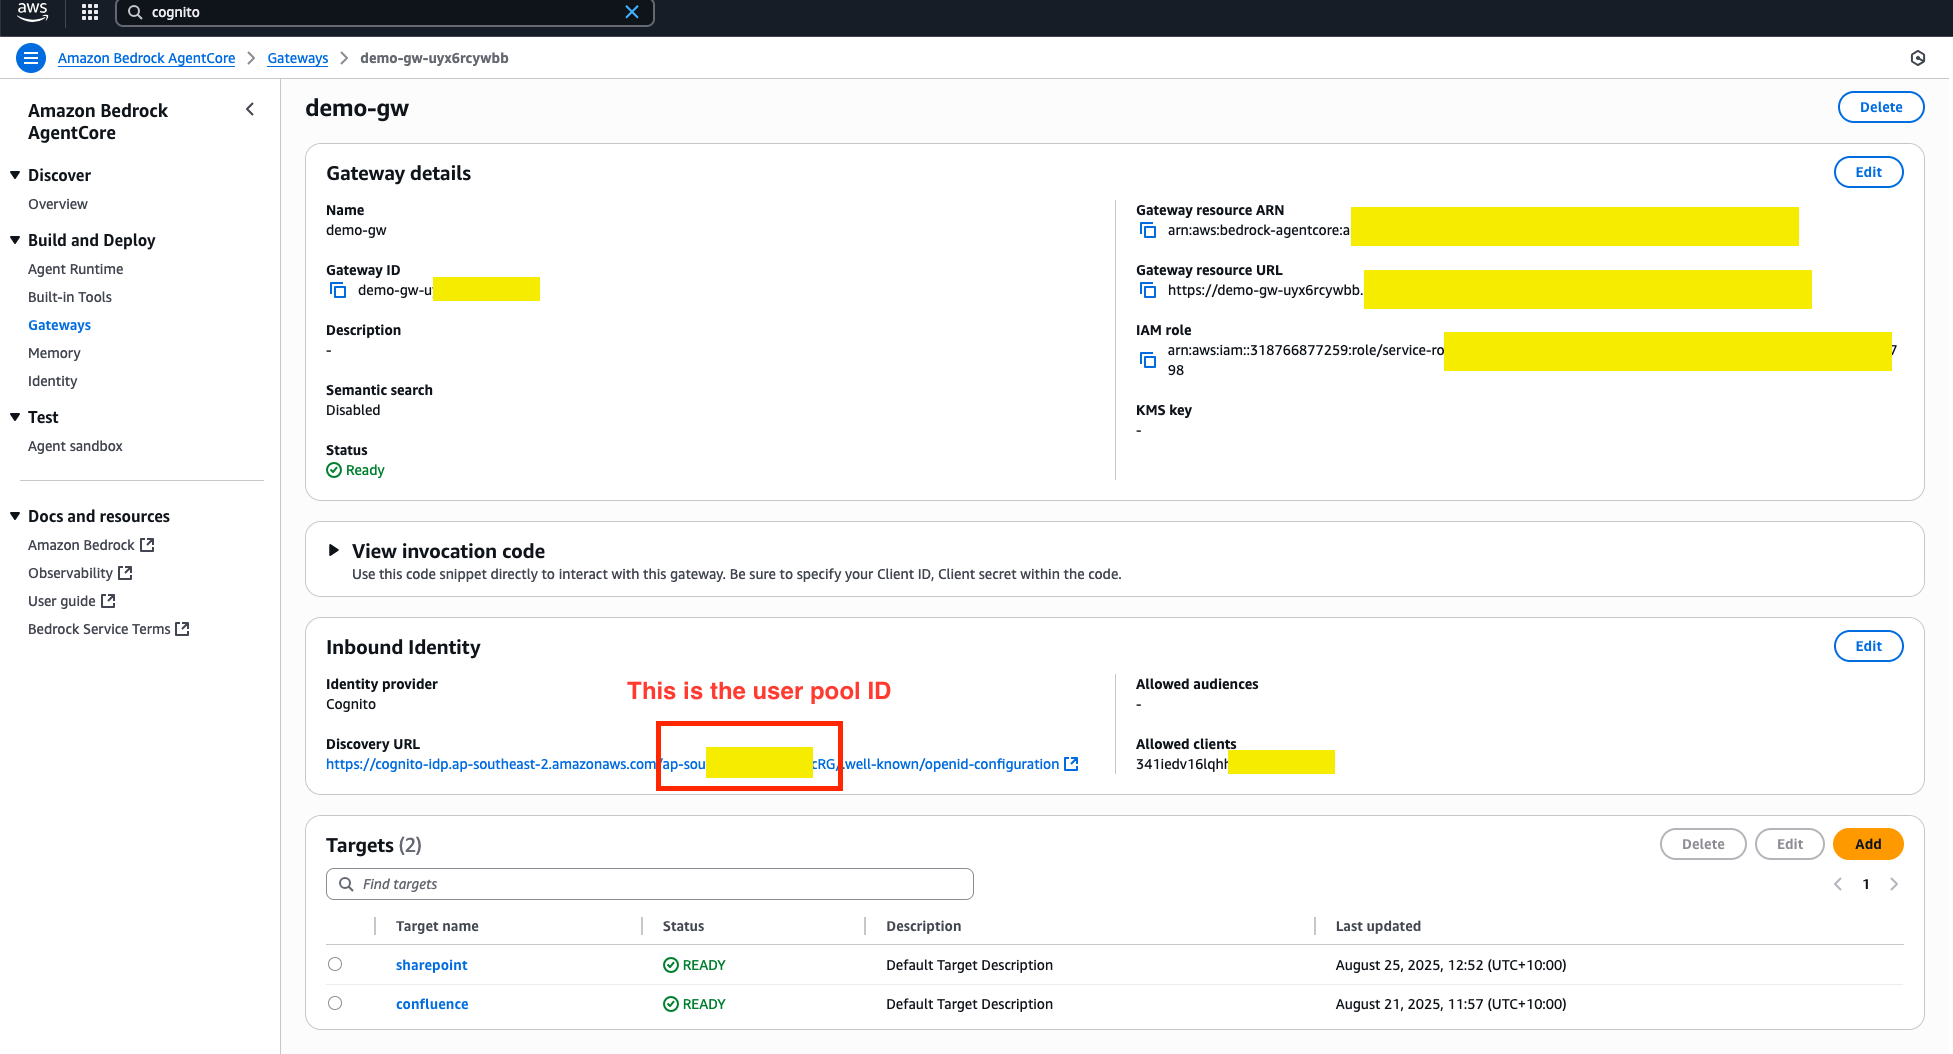 aws
cognito
Amazon Bedrock AgentCore
Gateways
demo-gw-uyx6rcywbb
Amazon Bedrock
AgentCore
Discover
Overview
Build and Deploy
Agent Runtime
Built-in Tools
Gateways
Memory
Identity
Test
Agent sandbox
Docs and resources
Amazon Bedrock
Observability
User guide
Bedrock Service Terms
demo-gw
Delete
Gateway details
Edit
Name
demo-gw
Gateway ID
demo-gw-u
Description
-
Semantic search
Disabled
Status
Ready
Gateway resource ARN
arn:aws:bedrock-agentcore:a
Gateway resource URL
https://demo-gw-uyx6rcywbb.
IAM role
arn:aws:iam::318766877259:role/service-ro 7
98
KMS key
-
View invocation code
Use this code snippet directly to interact with this gateway. Be sure to specify your Client ID, Client secret within the code.
Inbound Identity
Edit
Identity provider
Cognito
This is the user pool ID
Discovery URL
https://cognito-idp.ap-southeast-2.amazonaws.com/ap-sou cRG/.well-known/openid-configuration
Allowed audiences
-
Allowed clients
341iedv16lqhh
Targets (2)
Delete
Edit
Add
Find targets
1
Target name Status Description Last updated
sharepoint READY Default Target Description August 25, 2025, 12:52 (UTC+10:00)
confluence READY Default Target Description August 21, 2025, 11:57 (UTC+10:00)